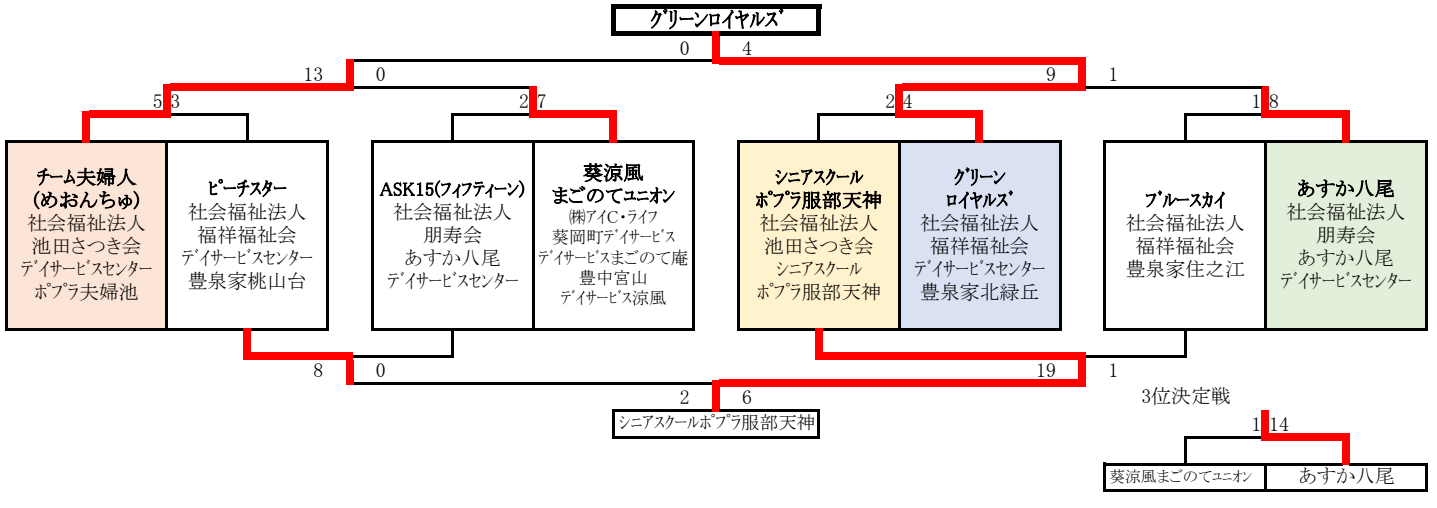 グリーンロイヤルズ
0 4
13 0
9 1
5 3
2 7
2 4
1 8
チーム夫婦人
(めおんちゅ)
社会福祉法人
池田さつき会
デイサービスセンター
ポプラ夫婦池
ピーチスター
社会福祉法人
福祥福祉会
デイサービスセンター
豊泉家桃山台
ASK15(フィフティーン)
社会福祉法人
朋寿会
あすか八尾
デイサービスセンター
葵涼風
まごのてユニオン
㈱アイC・ライフ
葵岡町デイサービス
デイサービスまごのて庵
豊中宮山
デイサービス涼風
シニアスクール
ポプラ服部天神
社会福祉法人
池田さつき会
シニアスクール
ポプラ服部天神
グリーン
ロイヤルズ
社会福祉法人
福祥福祉会
デイサービスセンター
豊泉家北緑丘
ブルースカイ
社会福祉法人
福祥福祉会
豊泉家住之江
あすか八尾
社会福祉法人
朋寿会
あすか八尾
デイサービスセンター
8 0
19 1
2 6
シニアスクールポプラ服部天神
3位決定戦
1 14
葵涼風まごのてユニオン
あすか八尾